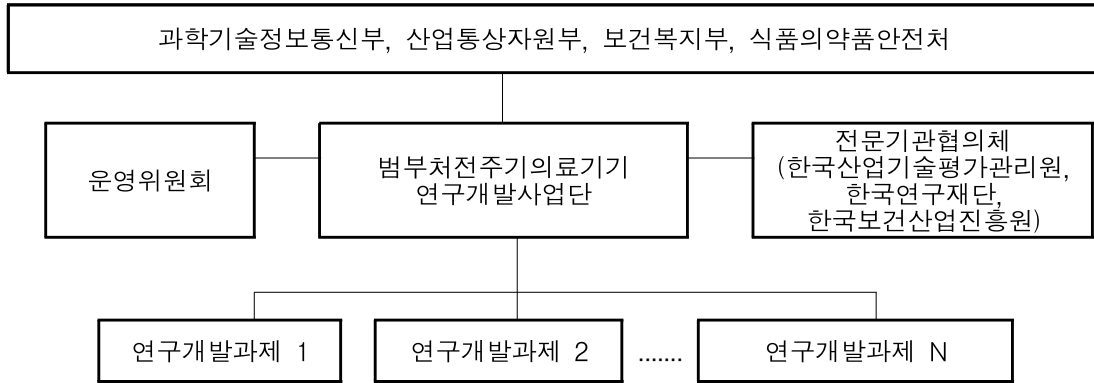 과학기술정보통신부, 산업통상자원부, 보건복지부, 식품의약품안전처
운영위원회
범부처전주기의료기기
연구개발사업단
전문기관협의체
(한국산업기술평가관리원,
한국연구재단,
한국보건산업진흥원)
연구개발과제 1
연구개발과제 2
.......
연구개발과제 N